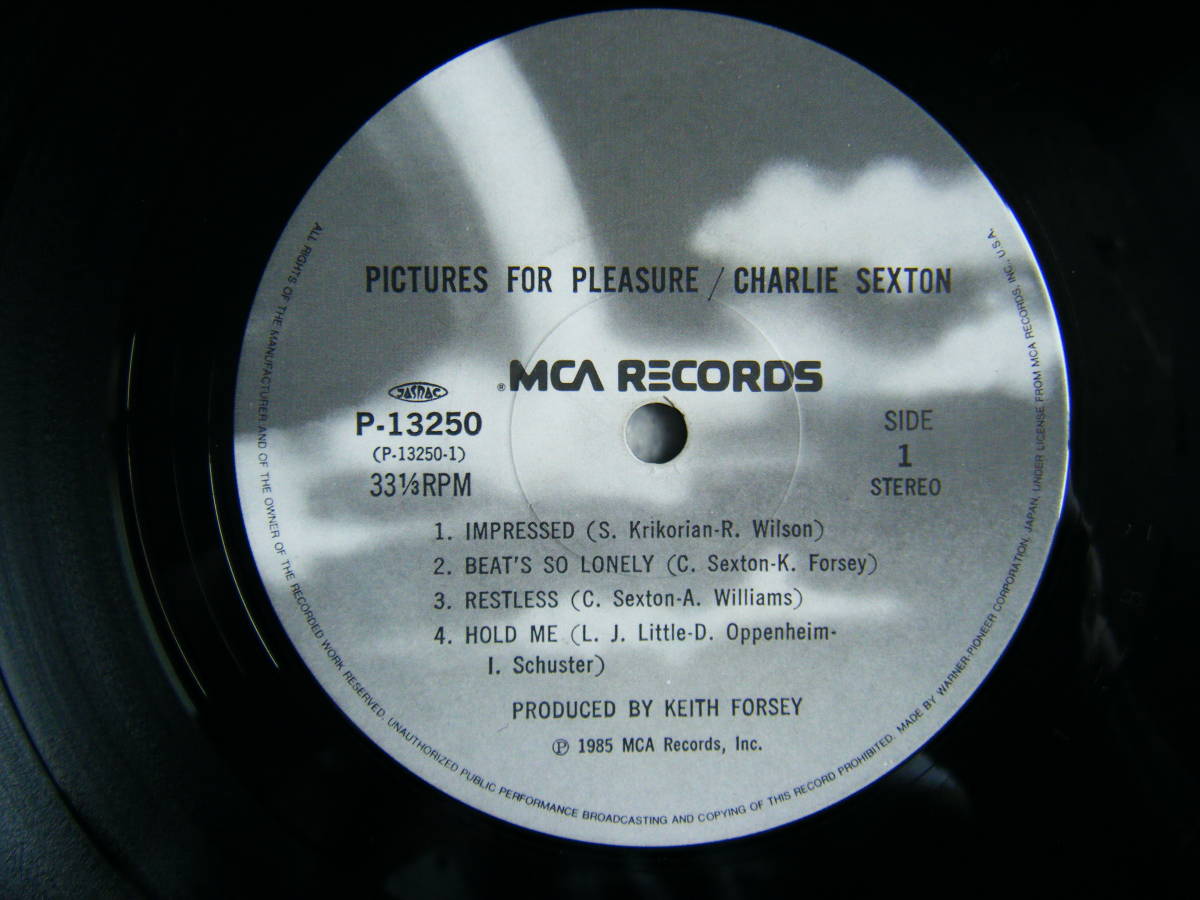 PICTURES FOR PLEASURE / CHARLIE SEXTON
® MCA RECORDS
JASRAC
P-13250
(P-13250-1)
33⅓RPM
SIDE
1
STEREO
1. IMPRESSED (S. Krikorian-R. Wilson)
2. BEAT'S SO LONELY (C. Sexton-K. Forsey)
3. RESTLESS (C. Sexton-A. Williams)
4. HOLD ME (L. J. Little-D. Oppenheim-
I. Schuster)
PRODUCED BY KEITH FORSEY
Ⓟ 1985 MCA Records, Inc.
ALL RIGHTS OF THE MANUFACTURER AND OF THE OWNER OF THE RECORDED WORK RESERVED. UNAUTHORIZED PUBLIC PERFORMANCE BROADCASTING AND COPYING OF THIS RECORD PROHIBITED. MADE BY WARNER-PIONEER CORPORATION, JAPAN, UNDER LICENSE FROM MCA RECORDS, INC., U.S.A.